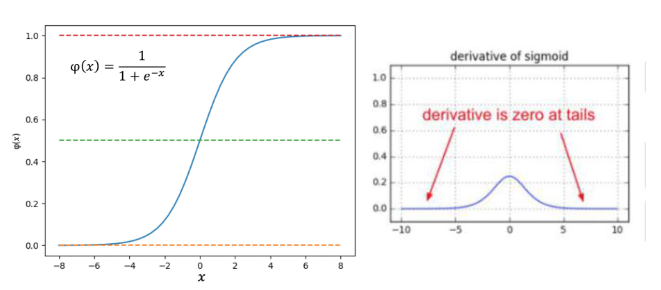 φ(x) = 1 / (1 + e^{-x})
1.0
0.8
0.6
0.4
0.2
0.0
φ(x)
−8 −6 −4 −2 0 2 4 6 8
x
derivative of sigmoid
derivative is zero at tails
1.0
0.8
0.6
0.4
0.2
0.0
−10 −5 0 5 10